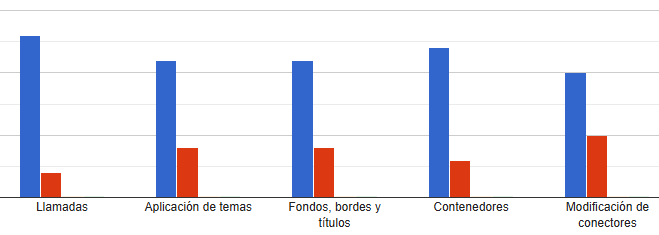 Llamadas
Aplicación de temas
Fondos, bordes y
títulos
Contenedores
Modificación de
conectores